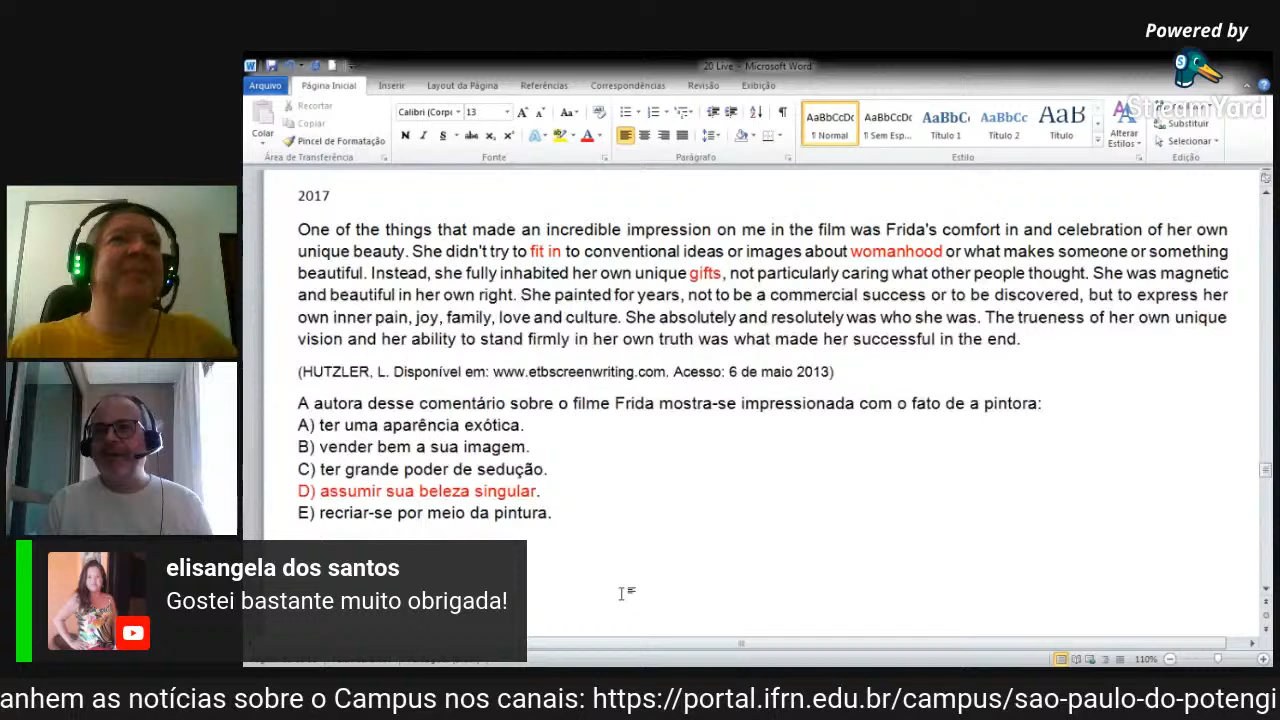 Powered by
StreamYard
20 Live - Microsoft Word
Arquivo Página Inicial Inserir Layout da Página Referências Correspondências Revisão Exibição
Recortar
Copiar
Pincel de Formatação
Colar
Área de Transferência
Calibri (Corp 13
Fonte
Parágrafo
AaBbCcDc AaBbCcDc AaBbC AaBbCc AaB
¶ Normal ¶ Sem Esp... Título 1 Título 2 Título
Alterar Estilos
Estilo
Substituir
Selecionar
Edição
2017
One of the things that made an incredible impression on me in the film was Frida's comfort in and celebration of her own
unique beauty. She didn't try to fit in to conventional ideas or images about womanhood or what makes someone or something
beautiful. Instead, she fully inhabited her own unique gifts, not particularly caring what other people thought. She was magnetic
and beautiful in her own right. She painted for years, not to be a commercial success or to be discovered, but to express her
own inner pain, joy, family, love and culture. She absolutely and resolutely was who she was. The trueness of her own unique
vision and her ability to stand firmly in her own truth was what made her successful in the end.
(HUTZLER, L. Disponível em: www.etbscreenwriting.com. Acesso: 6 de maio 2013)
A autora desse comentário sobre o filme Frida mostra-se impressionada com o fato de a pintora:
A) ter uma aparência exótica.
B) vender bem a sua imagem.
C) ter grande poder de sedução.
D) assumir sua beleza singular.
E) recriar-se por meio da pintura.
elisangela dos santos
Gostei bastante muito obrigada!
110%
anhem as notícias sobre o Campus nos canais: https://portal.ifrn.edu.br/campus/sao-paulo-do-potengi